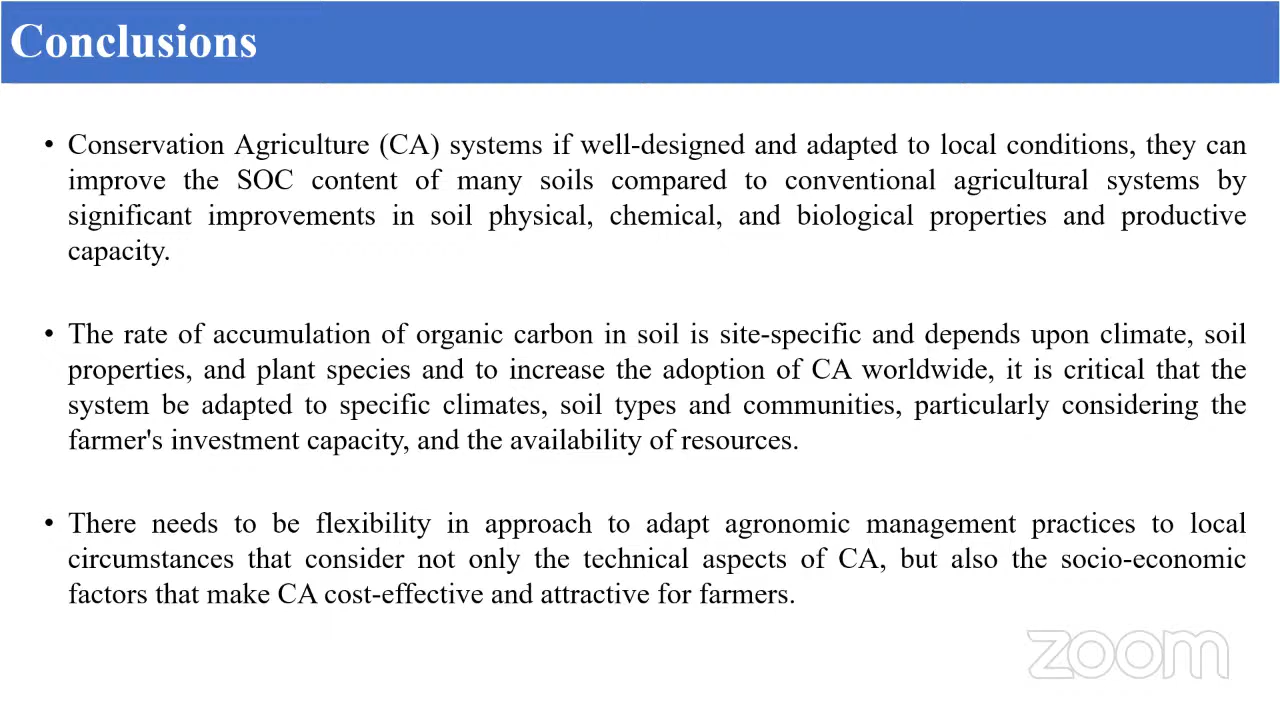 Conclusions
• Conservation Agriculture (CA) systems if well-designed and adapted to local conditions, they can
improve the SOC content of many soils compared to conventional agricultural systems by
significant improvements in soil physical, chemical, and biological properties and productive
capacity.
• The rate of accumulation of organic carbon in soil is site-specific and depends upon climate, soil
properties, and plant species and to increase the adoption of CA worldwide, it is critical that the
system be adapted to specific climates, soil types and communities, particularly considering the
farmer's investment capacity, and the availability of resources.
• There needs to be flexibility in approach to adapt agronomic management practices to local
circumstances that consider not only the technical aspects of CA, but also the socio-economic
factors that make CA cost-effective and attractive for farmers.
zoom